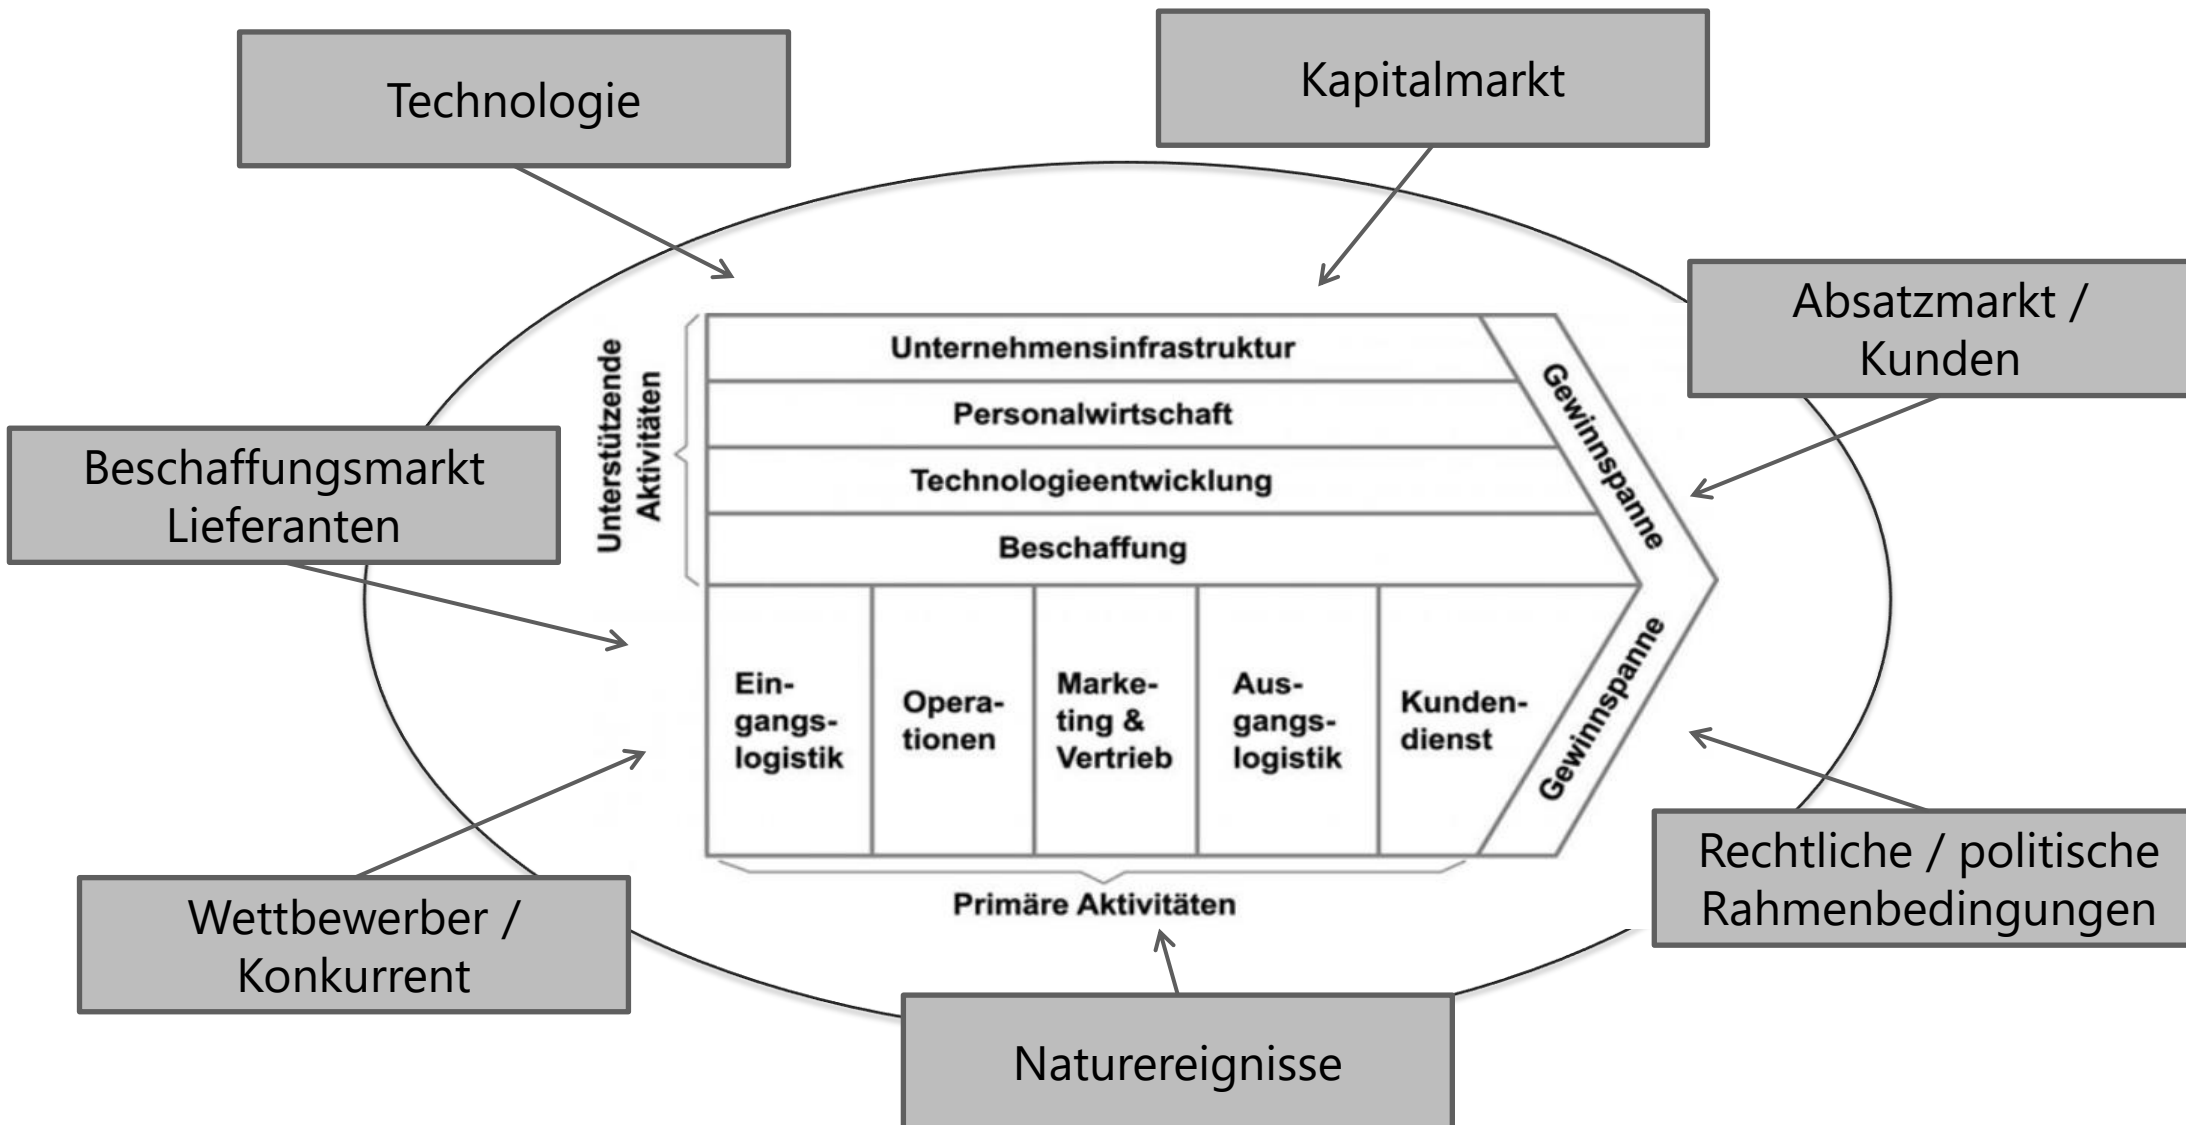 Technologie
Kapitalmarkt
Absatzmarkt /
Kunden
Beschaffungsmarkt
Lieferanten
Unterstützende
Aktivitäten
Unternehmensinfrastruktur
Personalwirtschaft
Technologieentwicklung
Beschaffung
Gewinnspanne
Ein-
gangs-
logistik
Opera-
tionen
Marke-
ting &
Vertrieb
Aus-
gangs-
logistik
Kunden-
dienst
Gewinnspanne
Primäre Aktivitäten
Rechtliche / politische
Rahmenbedingungen
Wettbewerber /
Konkurrent
Naturereignisse